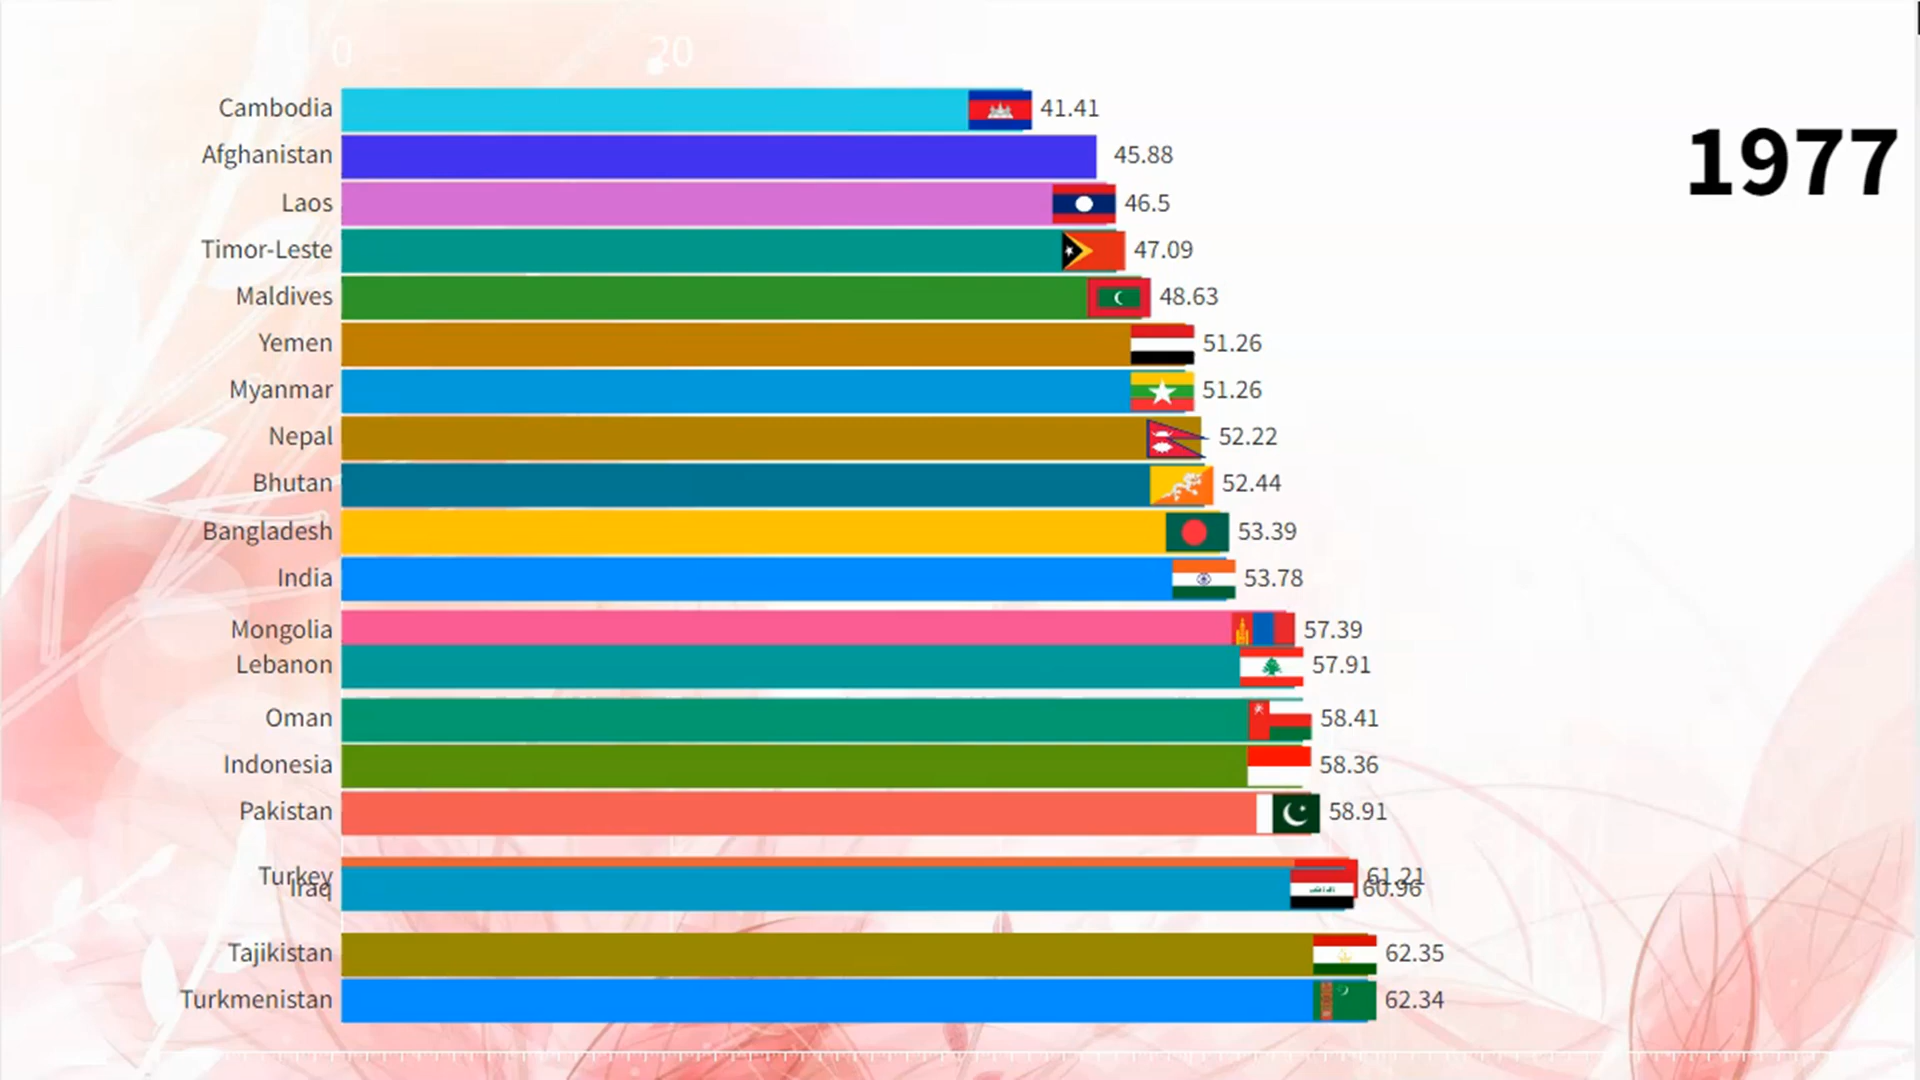 0 20
1977
Cambodia 41.41
Afghanistan 45.88
Laos 46.5
Timor-Leste 47.09
Maldives 48.63
Yemen 51.26
Myanmar 51.26
Nepal 52.22
Bhutan 52.44
Bangladesh 53.39
India 53.78
Mongolia 57.39
Lebanon 57.91
Oman 58.41
Indonesia 58.36
Pakistan 58.91
Turkey 61.21
Iraq 60.96
Tajikistan 62.35
Turkmenistan 62.34